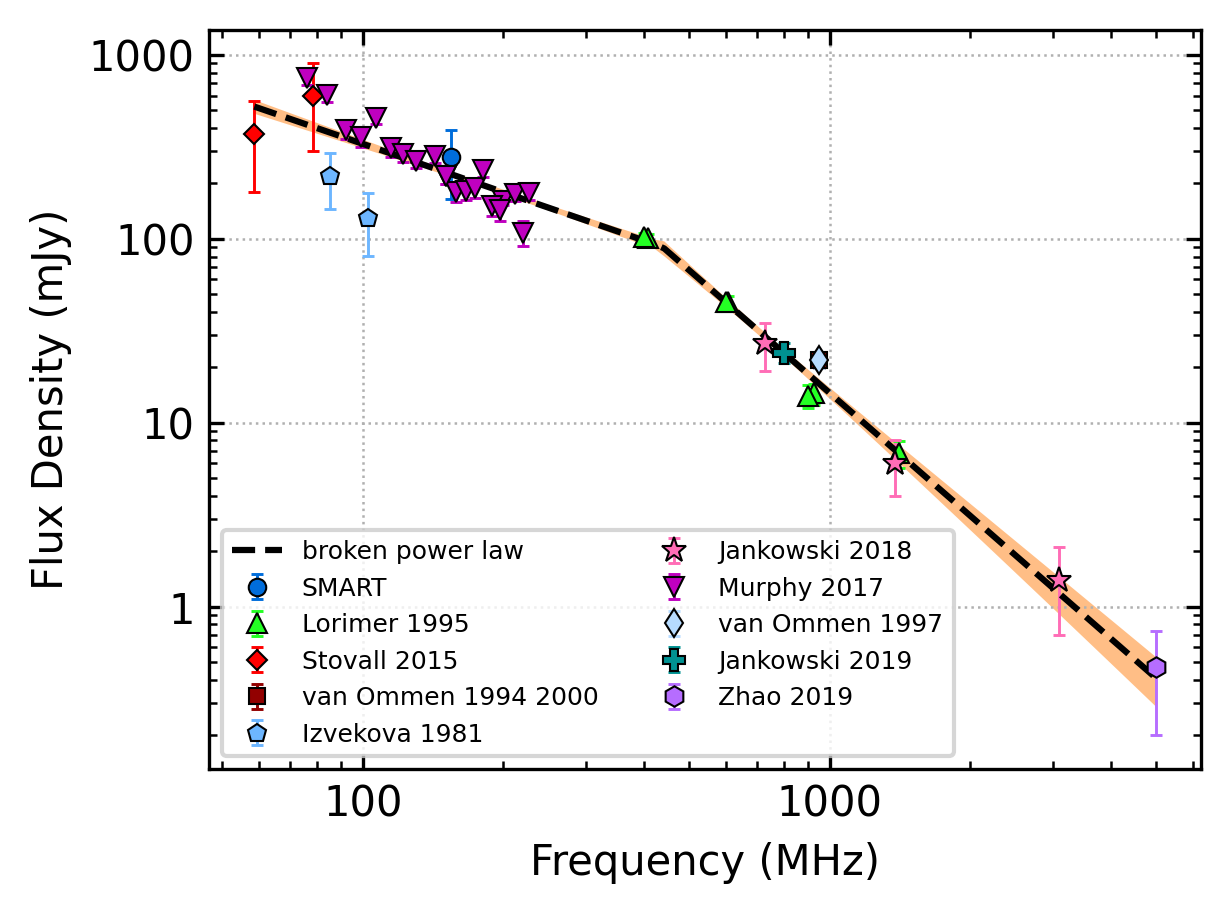 1000
100
10
1
Flux Density (mJy)
broken power law
SMART
Lorimer 1995
Stovall 2015
van Ommen 1994 2000
Izvekova 1981
Jankowski 2018
Murphy 2017
van Ommen 1997
Jankowski 2019
Zhao 2019
100
1000
Frequency (MHz)